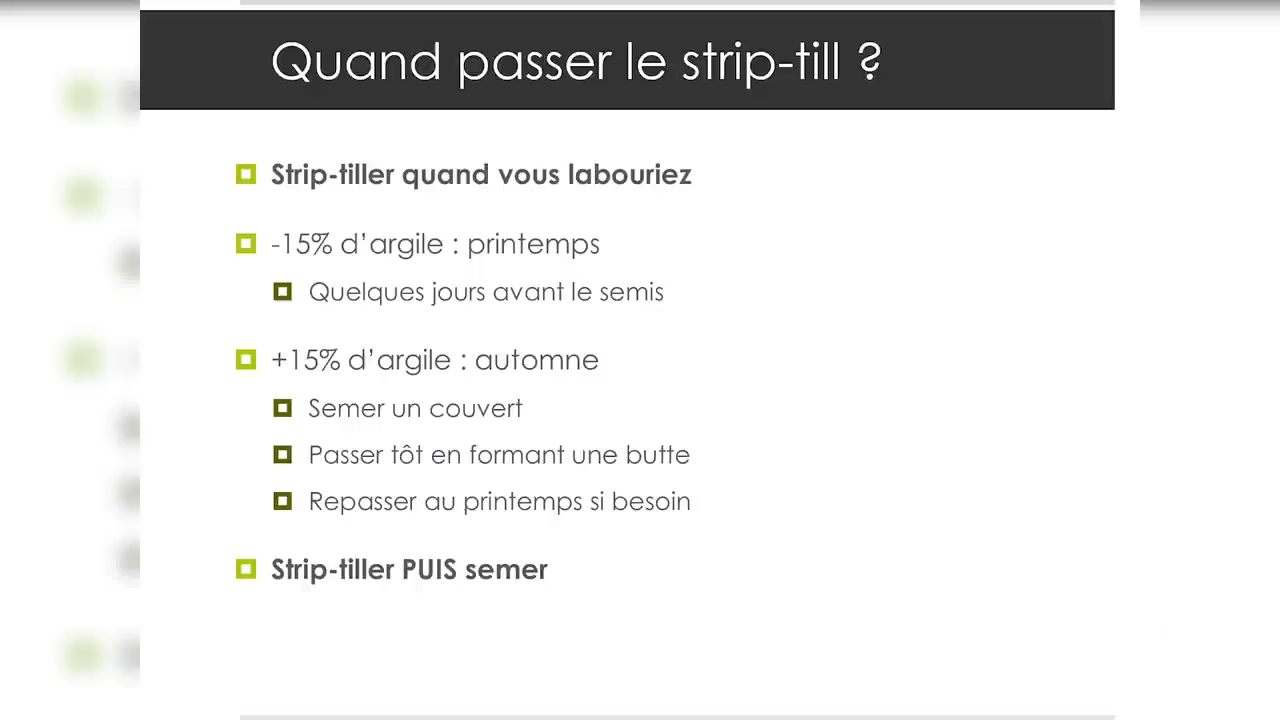 Quand passer le strip-till ?
Strip-tiller quand vous labouriez
-15% d’argile : printemps
Quelques jours avant le semis
+15% d’argile : automne
Semer un couvert
Passer tôt en formant une butte
Repasser au printemps si besoin
Strip-tiller PUIS semer